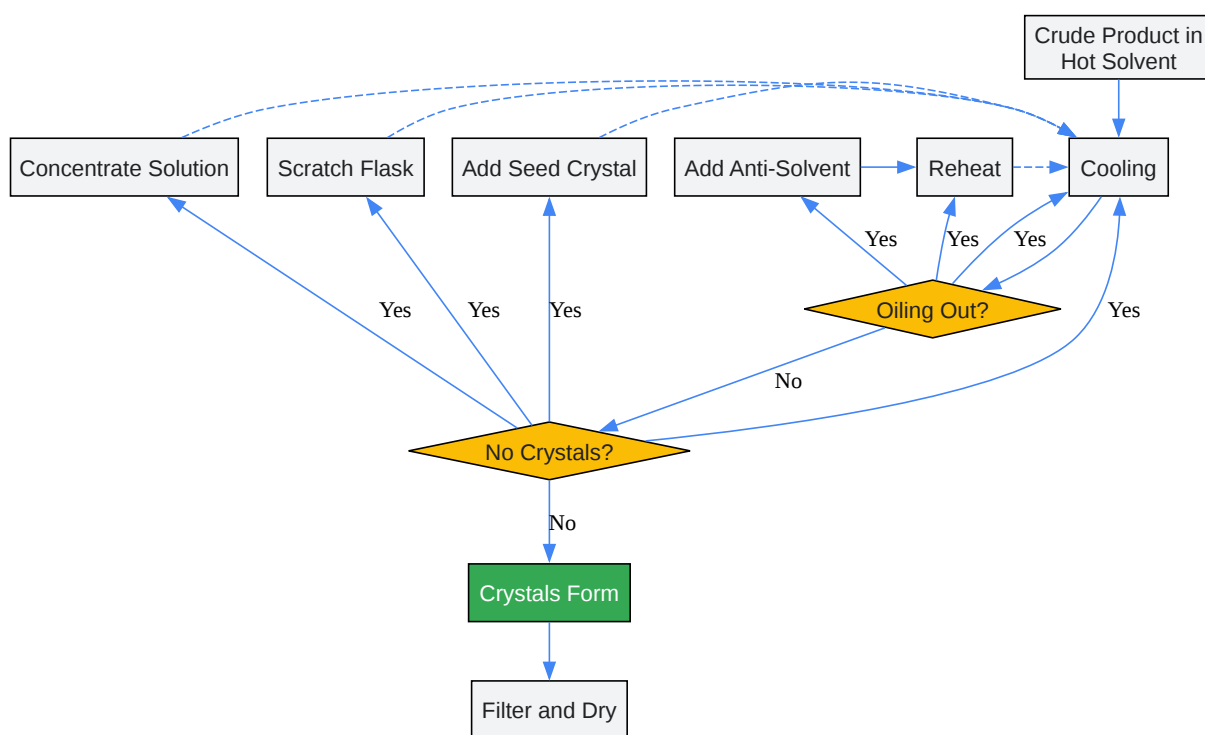 Crude Product in
Hot Solvent
Concentrate Solution
Scratch Flask
Add Seed Crystal
Add Anti-Solvent
Reheat
Cooling
Yes
Yes
Yes
Oiling Out?
Yes
Yes
Yes
Yes
No
No Crystals?
No
Crystals Form
Filter and Dry